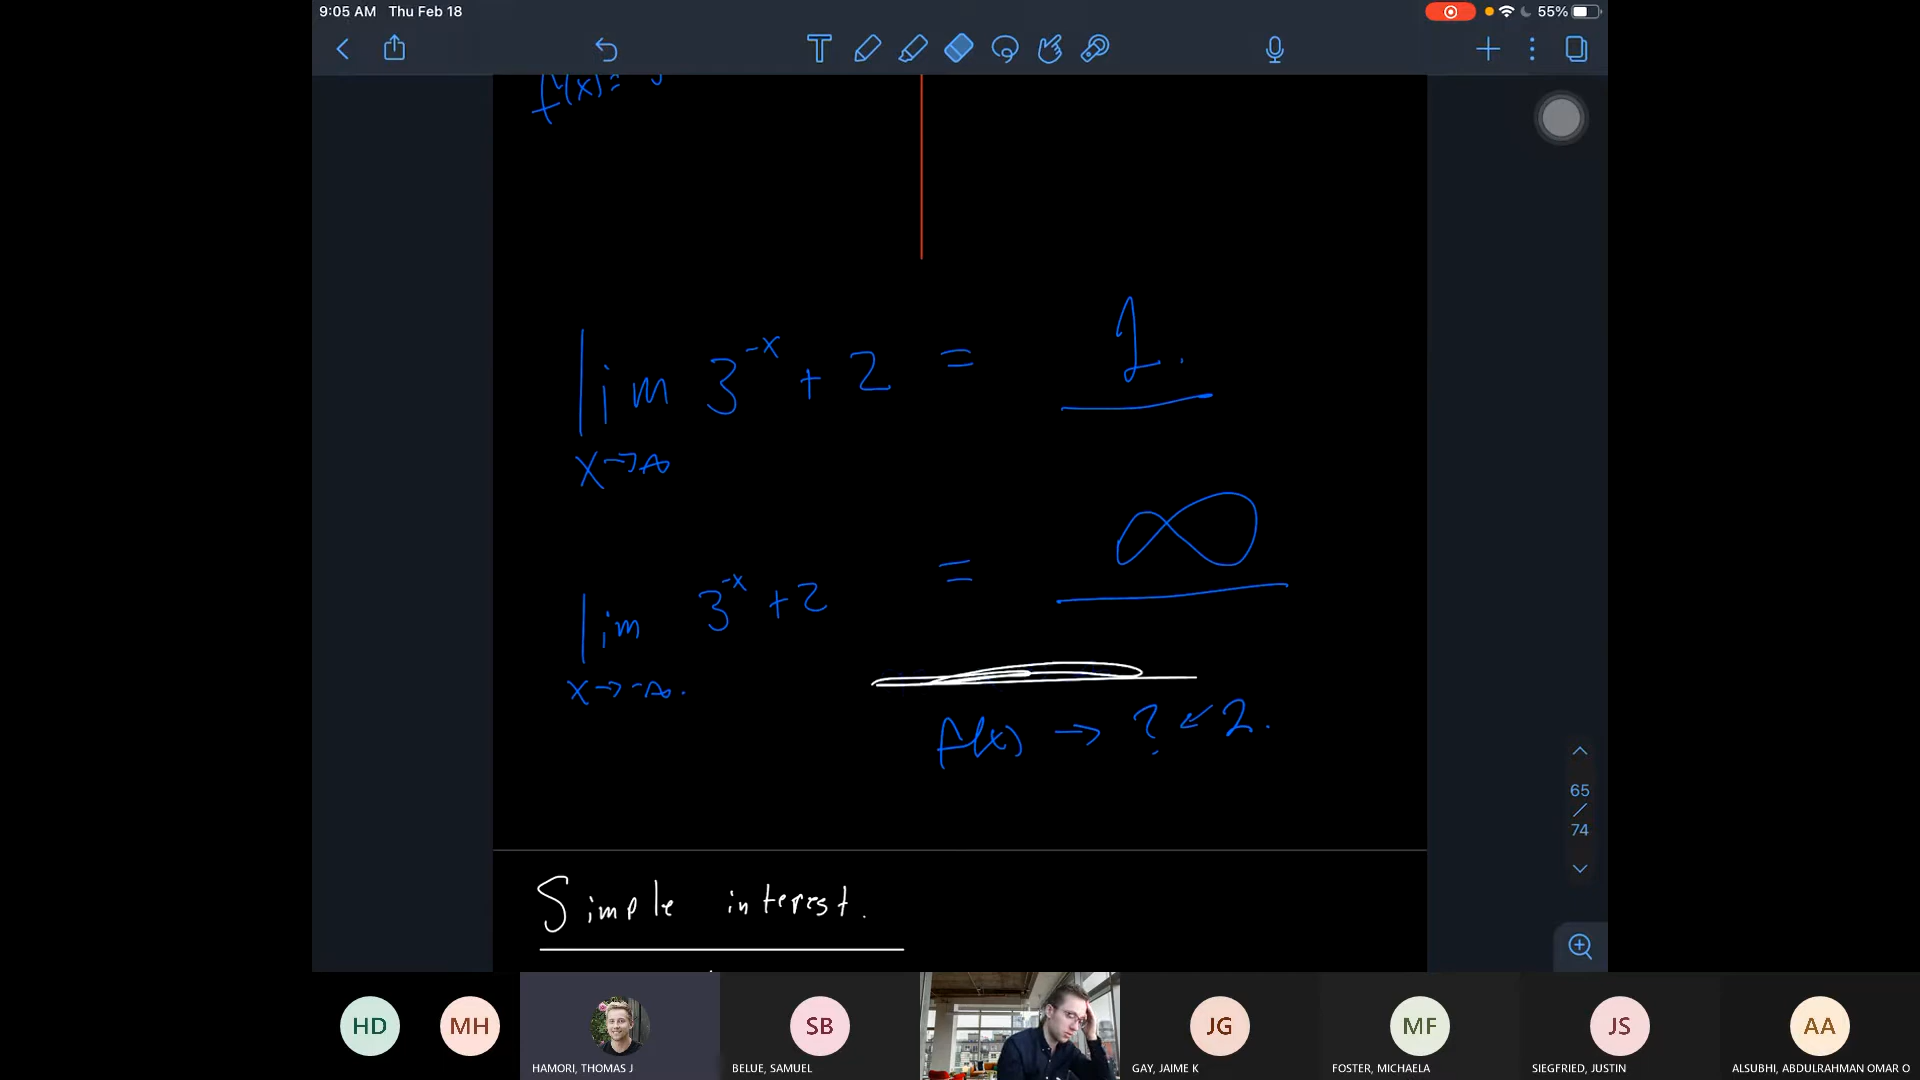 9:05 AM Thu Feb 18
55%
f(x)=
lim 3^-x + 2 = 1.
x→∞
lim 3^-x + 2 = ∞
x→-∞.
f(x) → ? ↙ 2.
65
/
74
Simple interest.
HD
MH
SB
JG
MF
JS
AA
HAMORI, THOMAS J
BELUE, SAMUEL
GAY, JAIME K
FOSTER, MICHAELA
SIEGFRIED, JUSTIN
ALSUBHI, ABDULRAHMAN OMAR O